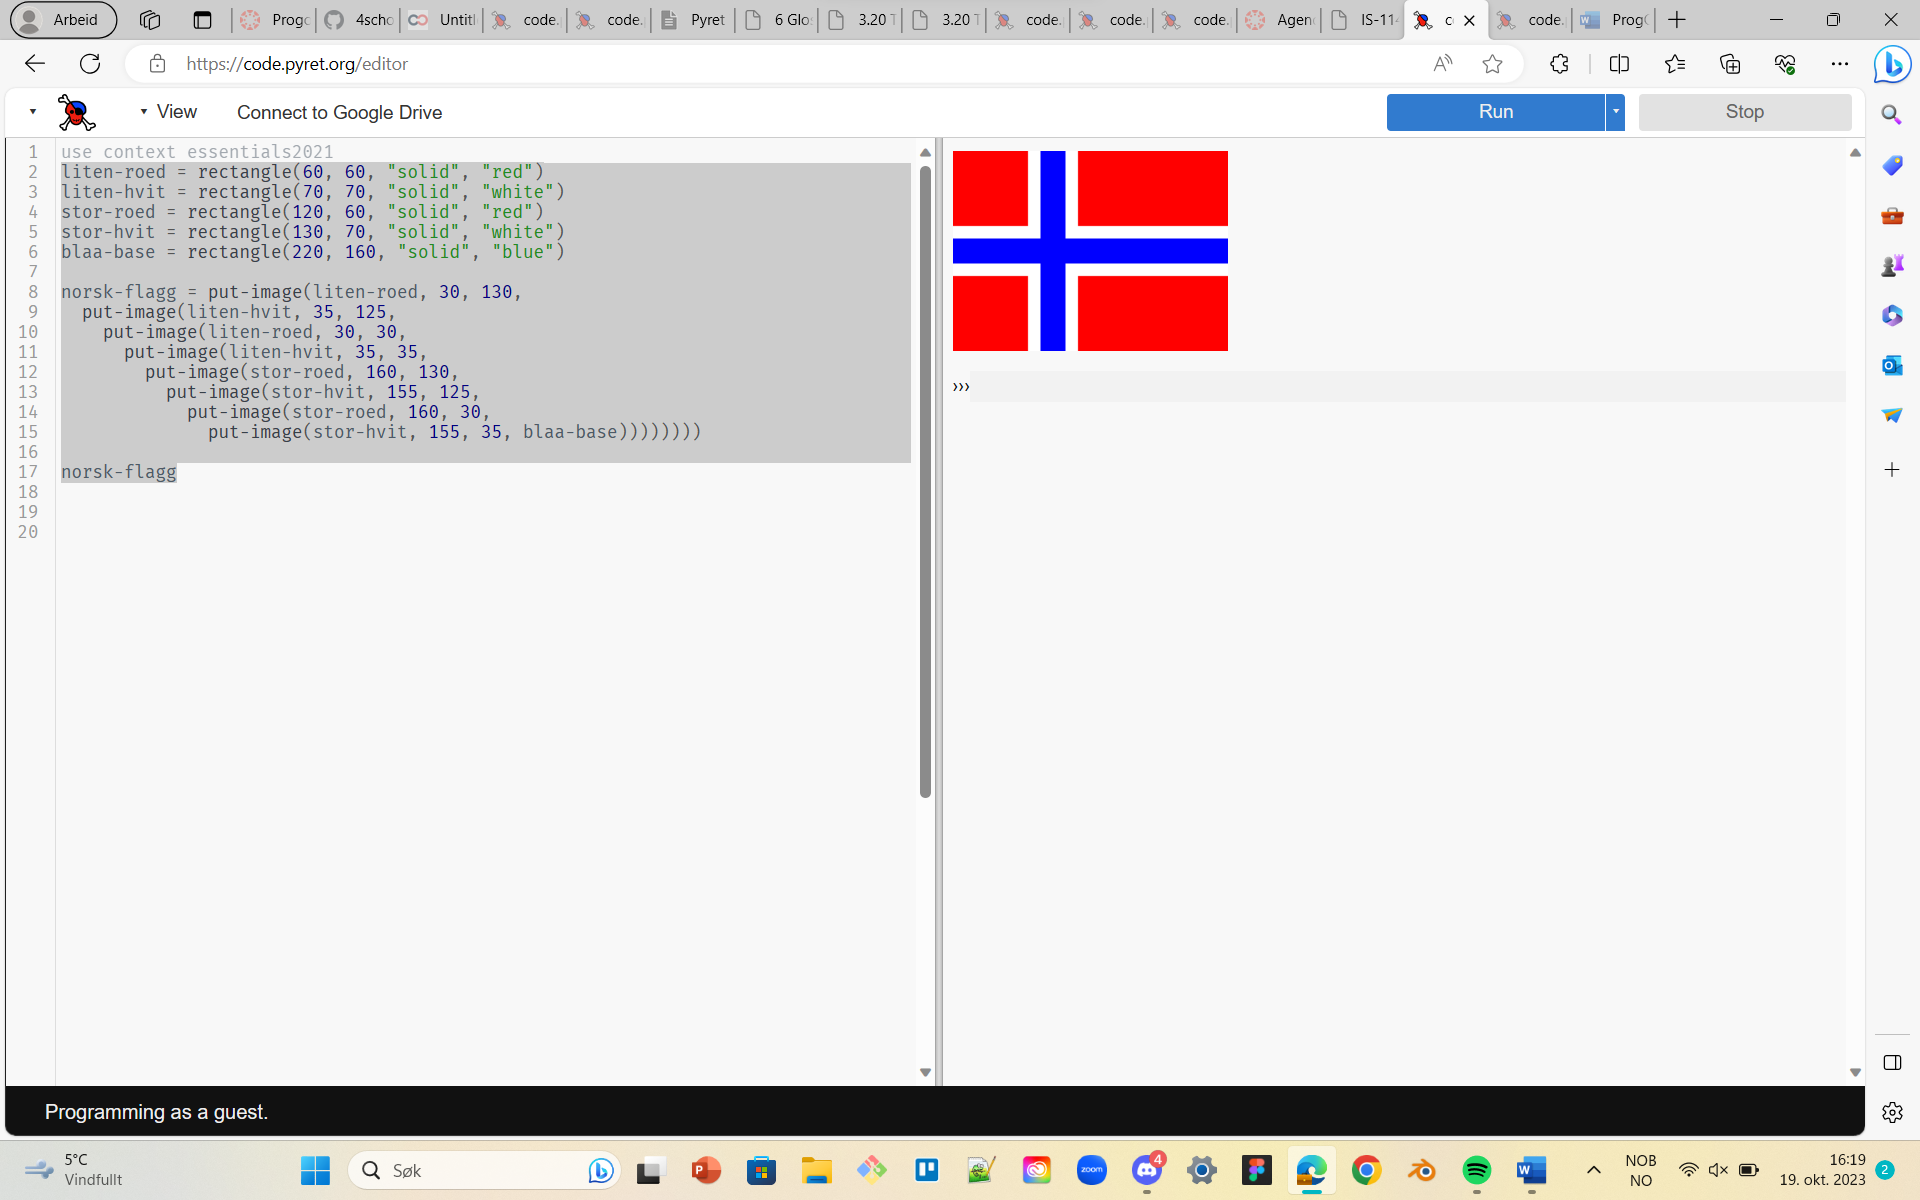 Arbeid
Progc
4scho
Untitl
code.
code.
Pyret
6 Glo
3.20 T
3.20 T
code.
code.
code.
Agen
IS-114
c
code.
Prog
https://code.pyret.org/editor
View
Connect to Google Drive
Run
Stop
1 use context essentials2021
2 liten-roed = rectangle(60, 60, "solid", "red")
3 liten-hvit = rectangle(70, 70, "solid", "white")
4 stor-roed = rectangle(120, 60, "solid", "red")
5 stor-hvit = rectangle(130, 70, "solid", "white")
6 blaa-base = rectangle(220, 160, "solid", "blue")
7
8 norsk-flagg = put-image(liten-roed, 30, 130,
9 put-image(liten-hvit, 35, 125,
10 put-image(liten-roed, 30, 30,
11 put-image(liten-hvit, 35, 35,
12 put-image(stor-roed, 160, 130,
13 put-image(stor-hvit, 155, 125,
14 put-image(stor-roed, 160, 30,
15 put-image(stor-hvit, 155, 35, blaa-base))))))))
16
17 norsk-flagg
18
19
20
›››
Programming as a guest.
5°C
Vindfullt
Søk
zoom
4
NOB
NO
16:19
19. okt. 2023
2